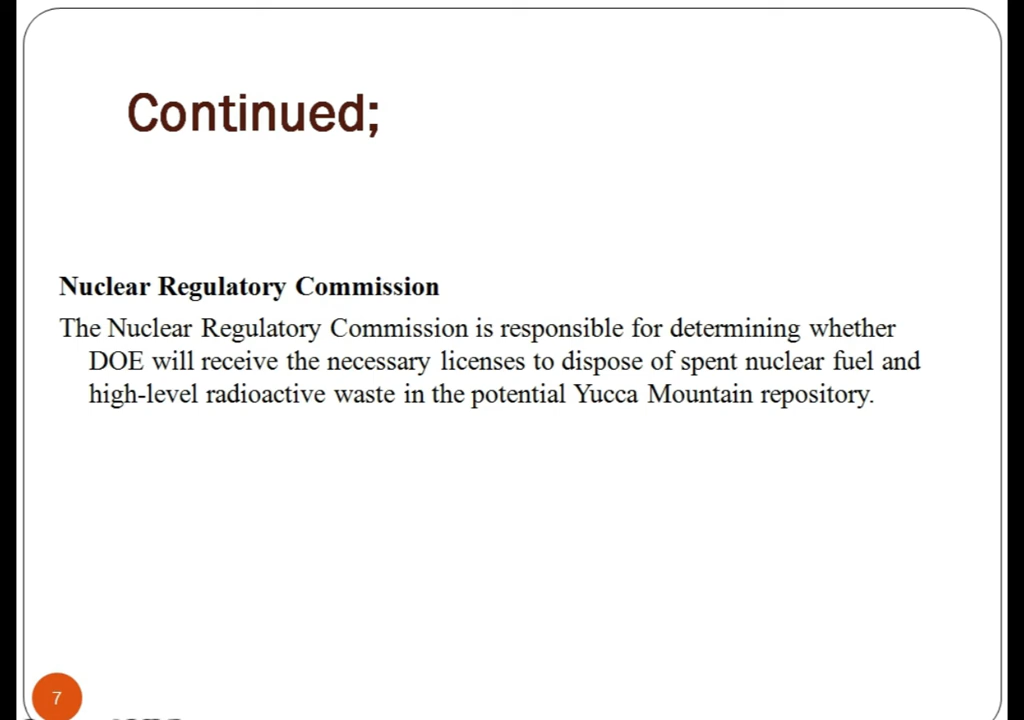 Continued;
Nuclear Regulatory Commission
The Nuclear Regulatory Commission is responsible for determining whether
DOE will receive the necessary licenses to dispose of spent nuclear fuel and
high-level radioactive waste in the potential Yucca Mountain repository.
7